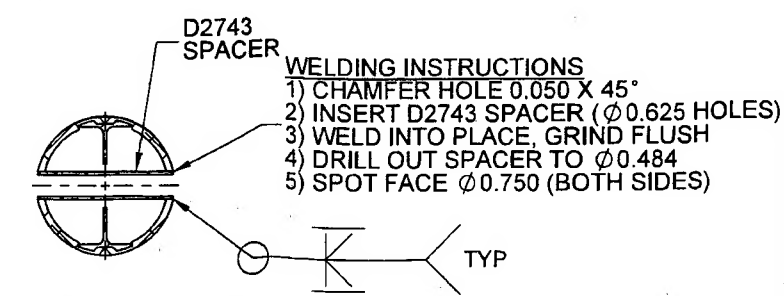 D2743
SPACER
WELDING INSTRUCTIONS
1) CHAMFER HOLE 0.050 X 45°
2) INSERT D2743 SPACER (∅0.625 HOLES)
3) WELD INTO PLACE, GRIND FLUSH
4) DRILL OUT SPACER TO ∅0.484
5) SPOT FACE ∅0.750 (BOTH SIDES)
TYP